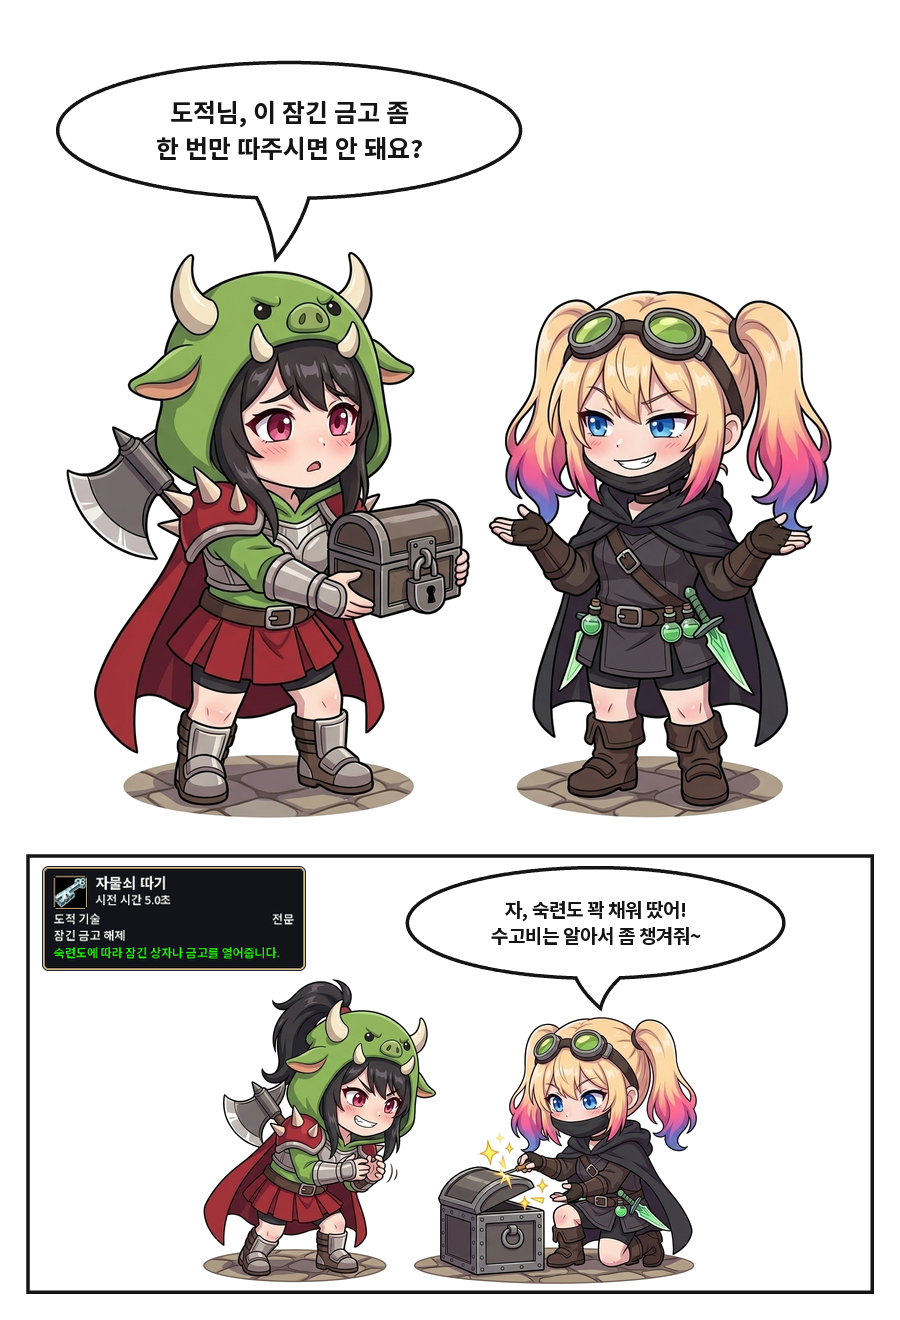 도적님, 이 잠긴 금고 좀
한 번만 따주시면 안 돼요?
자물쇠 따기
시전 시간 5.0초
도적 기술 전문
잠긴 금고 해제
숙련도에 따라 잠긴 상자나 금고를 열어줍니다.
자, 숙련도 꽉 채워 땄어!
수고비는 알아서 좀 챙겨줘~